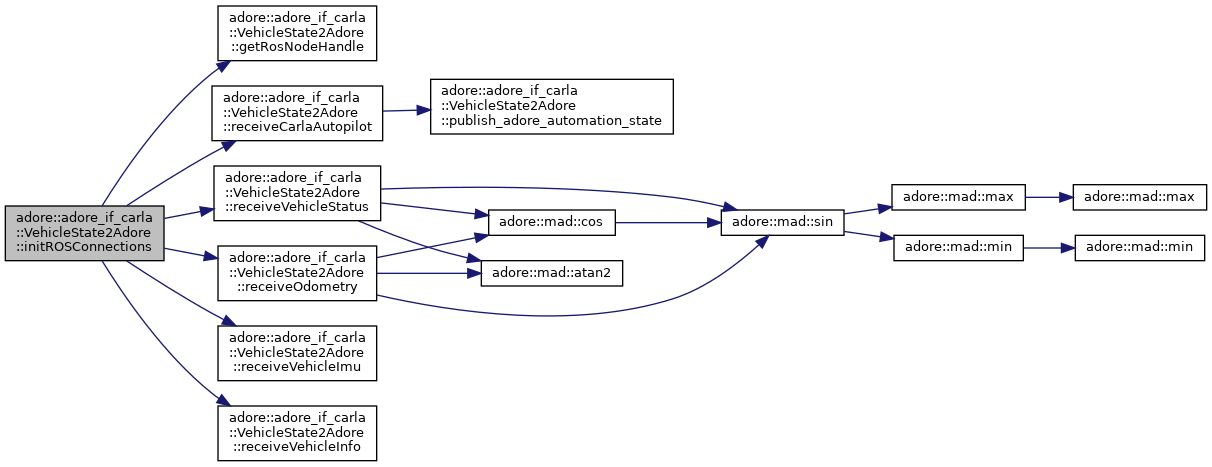 adore::adore_if_carla
::VehicleState2Adore
::initROSConnections
adore::adore_if_carla
::VehicleState2Adore
::getRosNodeHandle
adore::adore_if_carla
::VehicleState2Adore
::receiveCarlaAutopilot
adore::adore_if_carla
::VehicleState2Adore
::publish_adore_automation_state
adore::adore_if_carla
::VehicleState2Adore
::receiveVehicleStatus
adore::adore_if_carla
::VehicleState2Adore
::receiveOdometry
adore::mad::cos
adore::mad::atan2
adore::mad::sin
adore::mad::max
adore::mad::max
adore::mad::min
adore::mad::min
adore::adore_if_carla
::VehicleState2Adore
::receiveVehicleImu
adore::adore_if_carla
::VehicleState2Adore
::receiveVehicleInfo